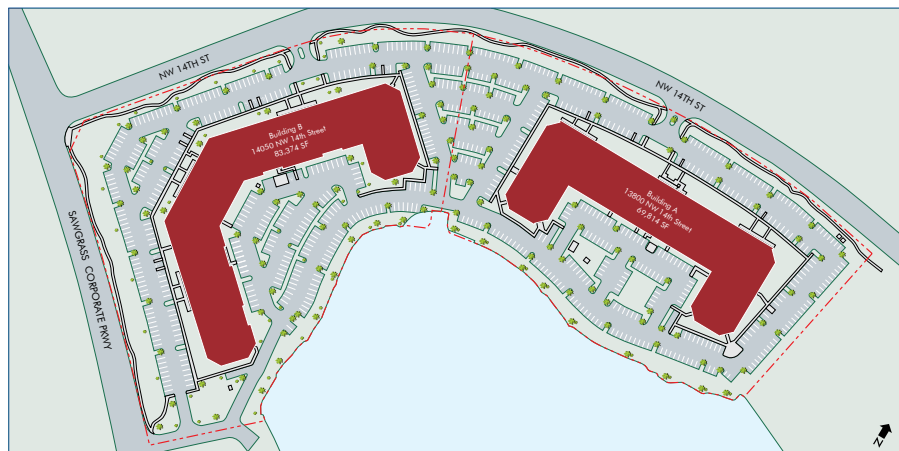 NW 14TH ST
NW 14TH ST
Building B
14050 NW 14th Street
83,374 SF
Building A
13800 NW 14th Street
69,814 SF
SAWGRASS CORPORATE PKWY
N